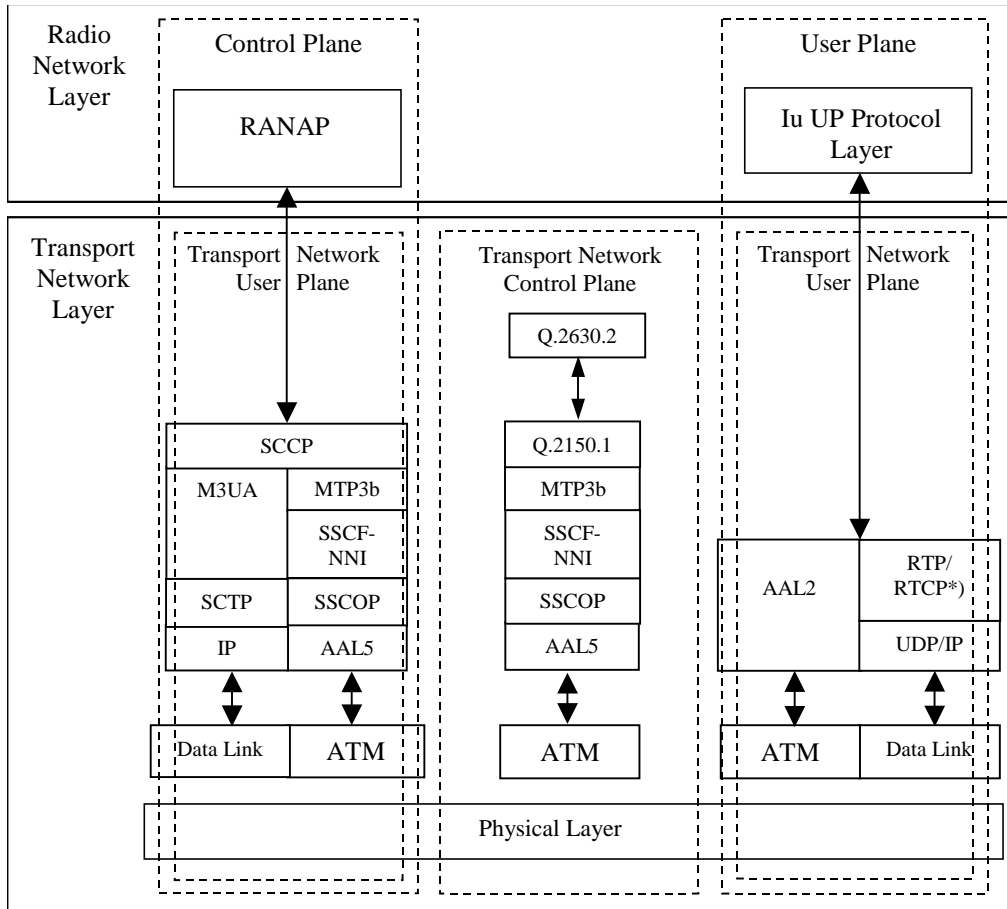 Radio
Network
Layer
Control Plane
User Plane
RANAP
Iu UP Protocol
Layer
Transport
Network
Layer
Transport Network
User Plane
Transport Network
Control Plane
Transport Network
User Plane
Q.2630.2
SCCP
M3UA
MTP3b
SSCF-
NNI
SCTP
SSCOP
IP
AAL5
Q.2150.1
MTP3b
SSCF-
NNI
SSCOP
AAL5
AAL2
RTP/
RTCP*)
UDP/IP
Data Link
ATM
ATM
ATM
Data Link
Physical Layer